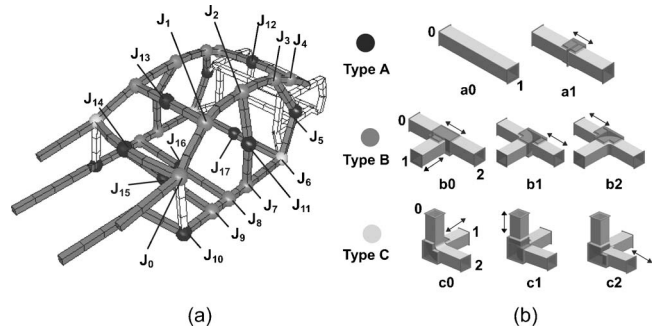 J1
J2
J12
J3
J4
J13
J14
J5
J16
J17
J6
J15
J7
J11
J8
J9
J0
J10
(a)
Type A
0
1
a0
a1
Type B
0
1
2
b0
b1
b2
Type C
0
1
2
c0
c1
c2
(b)